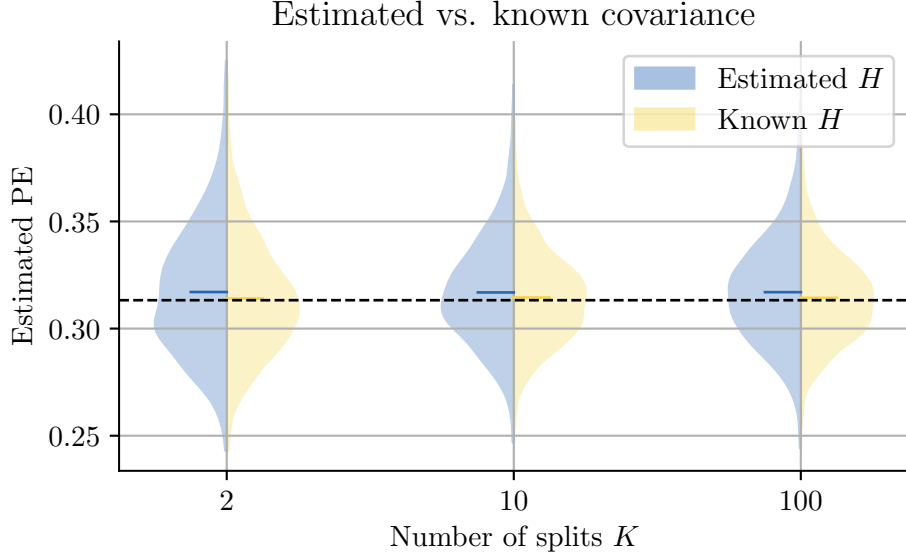 Estimated vs. known covariance
Estimated H
Known H
Estimated PE
0.40
0.35
0.30
0.25
2
10
100
Number of splits K